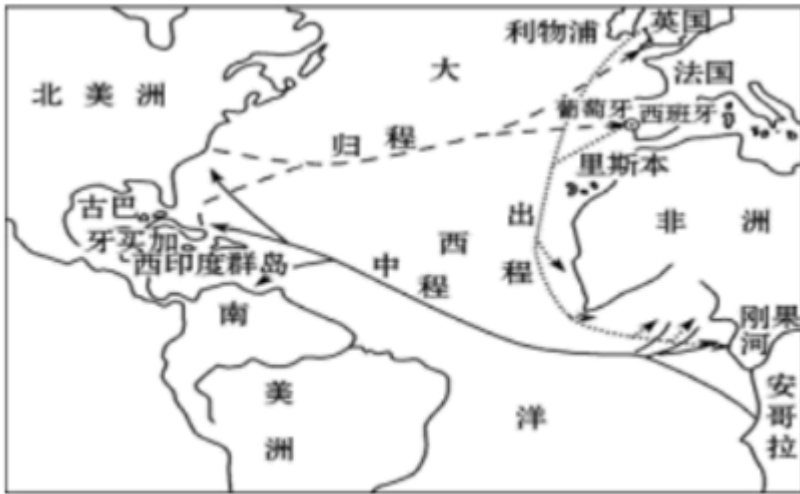 利物浦
英国
大
法国
北美洲
葡萄牙
西班牙
归程
里斯本
古巴
出程
非洲
牙买加
西
西印度群岛
中程
南美洲
刚果河
安哥拉
洋